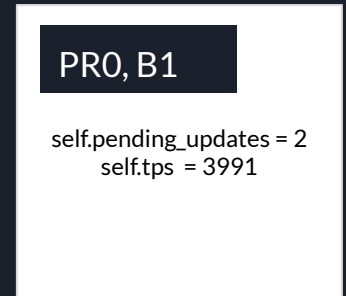 PR0, B1
self.pending_updates = 2
self.tps = 3991